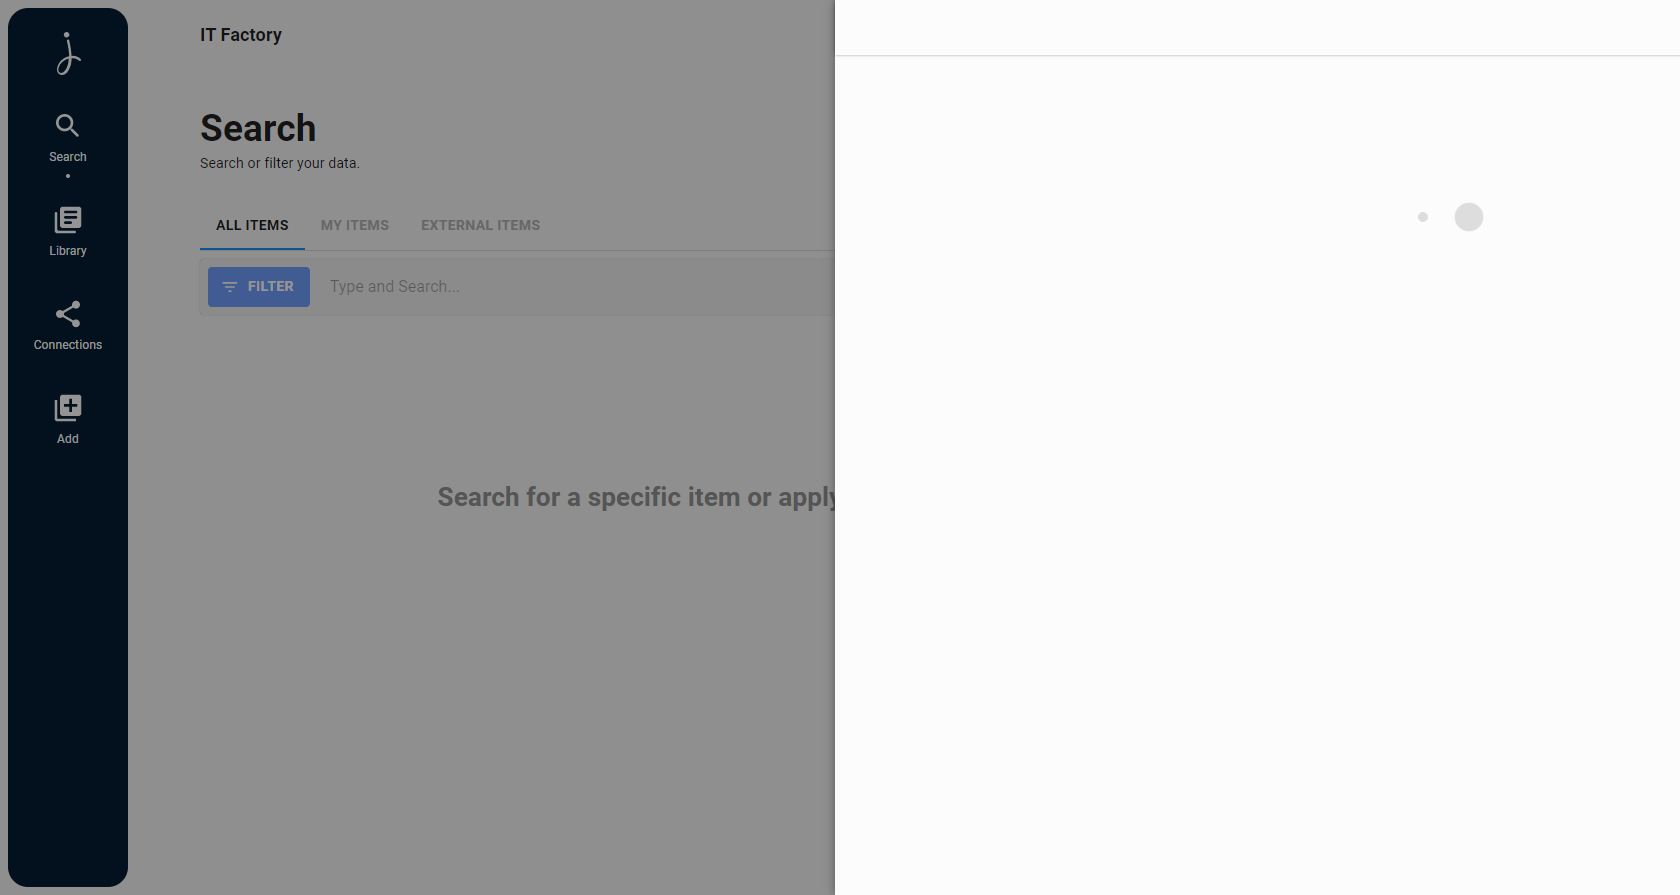 IT Factory
Search
Library
Connections
Add
Search
Search or filter your data.
ALL ITEMS
MY ITEMS
EXTERNAL ITEMS
FILTER
Type and Search...
Search for a specific item or apply